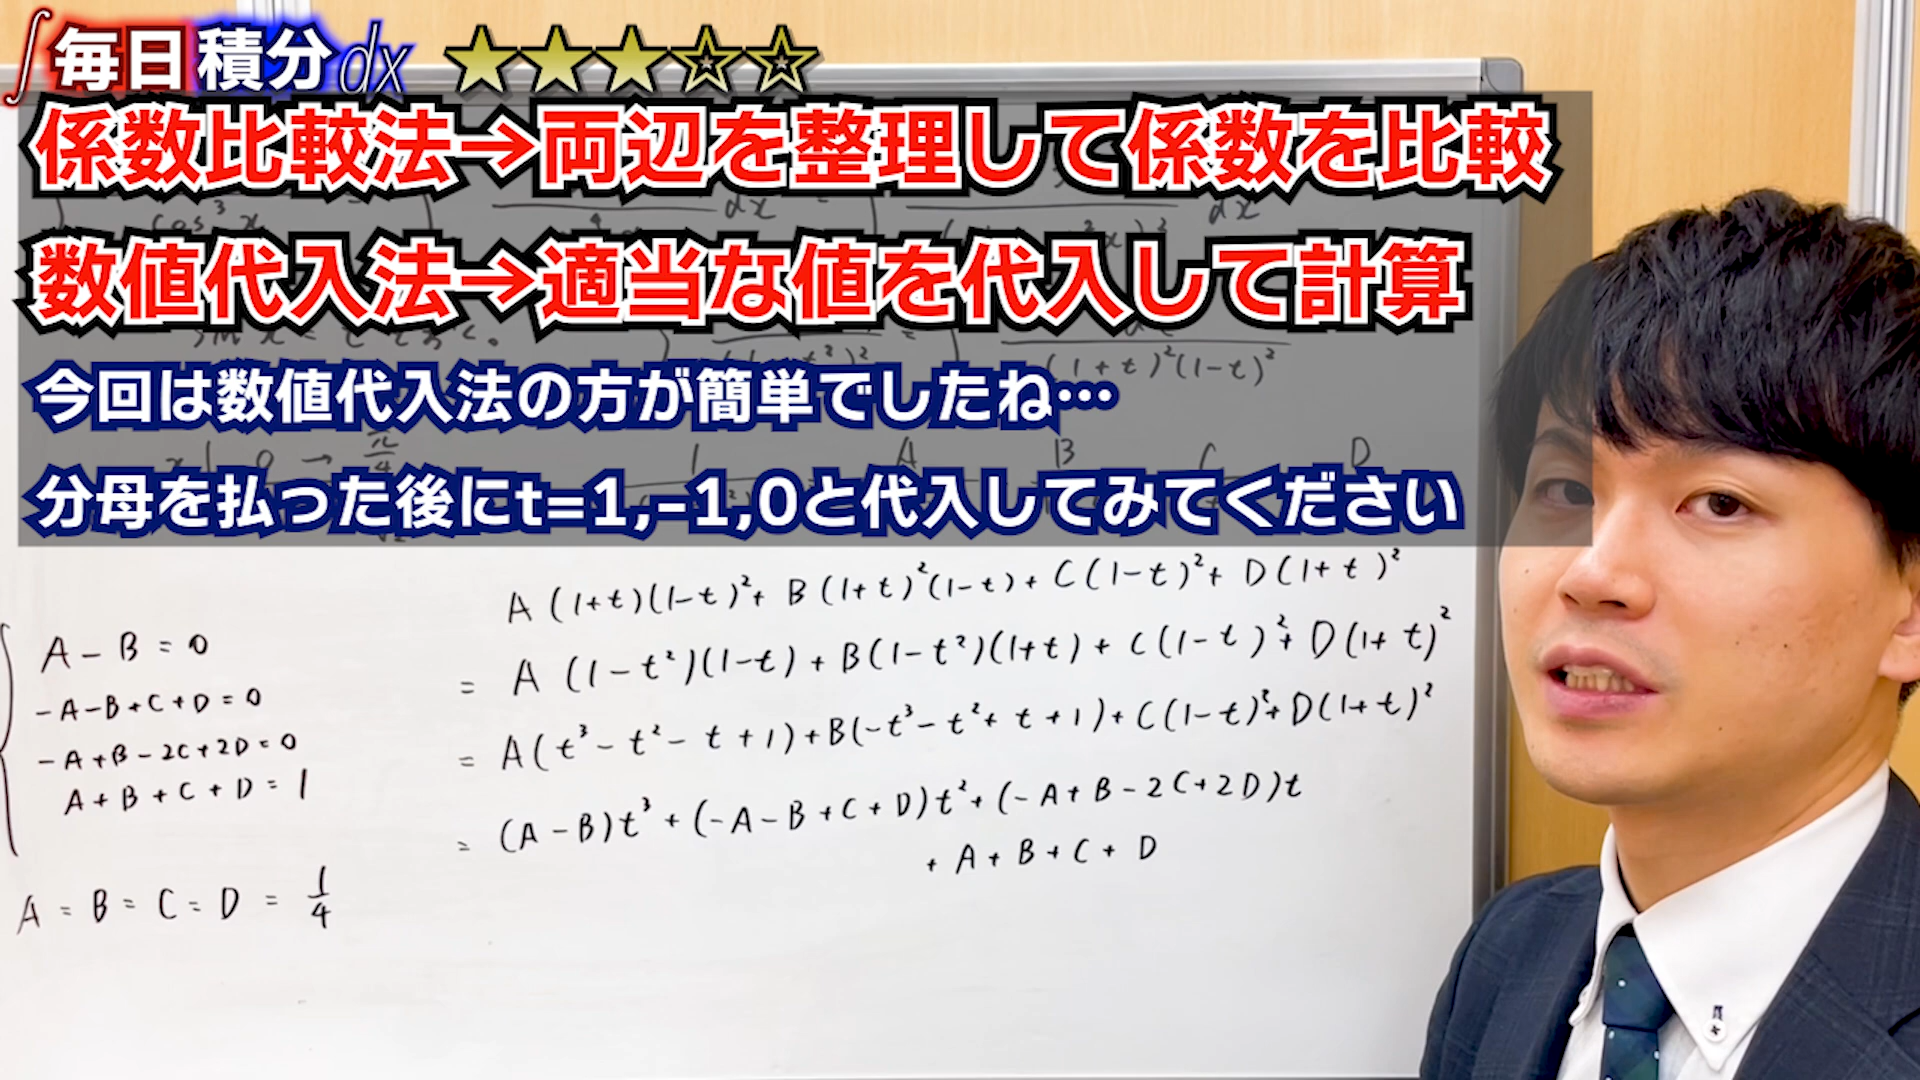 ∫毎日積分dx ★★★☆☆
係数比較法→両辺を整理して係数を比較
数値代入法→適当な値を代入して計算
今回は数値代入法の方が簡単でしたね…
分母を払った後にt=1,-1,0と代入してみてください
A(1+t)(1-t)²+B(1+t)²(1-t)+C(1-t)²+D(1+t)²
=A(1-t²)(1-t)+B(1-t²)(1+t)+C(1-t)²+D(1+t)²
=A(t³-t²-t+1)+B(-t³-t²+t+1)+C(1-t)²+D(1+t)²
=(A-B)t³+(-A-B+C+D)t²+(-A+B-2C+2D)t
+A+B+C+D
A-B=0
-A-B+C+D=0
-A+B-2C+2D=0
A+B+C+D=1
A=B=C=D=1/4